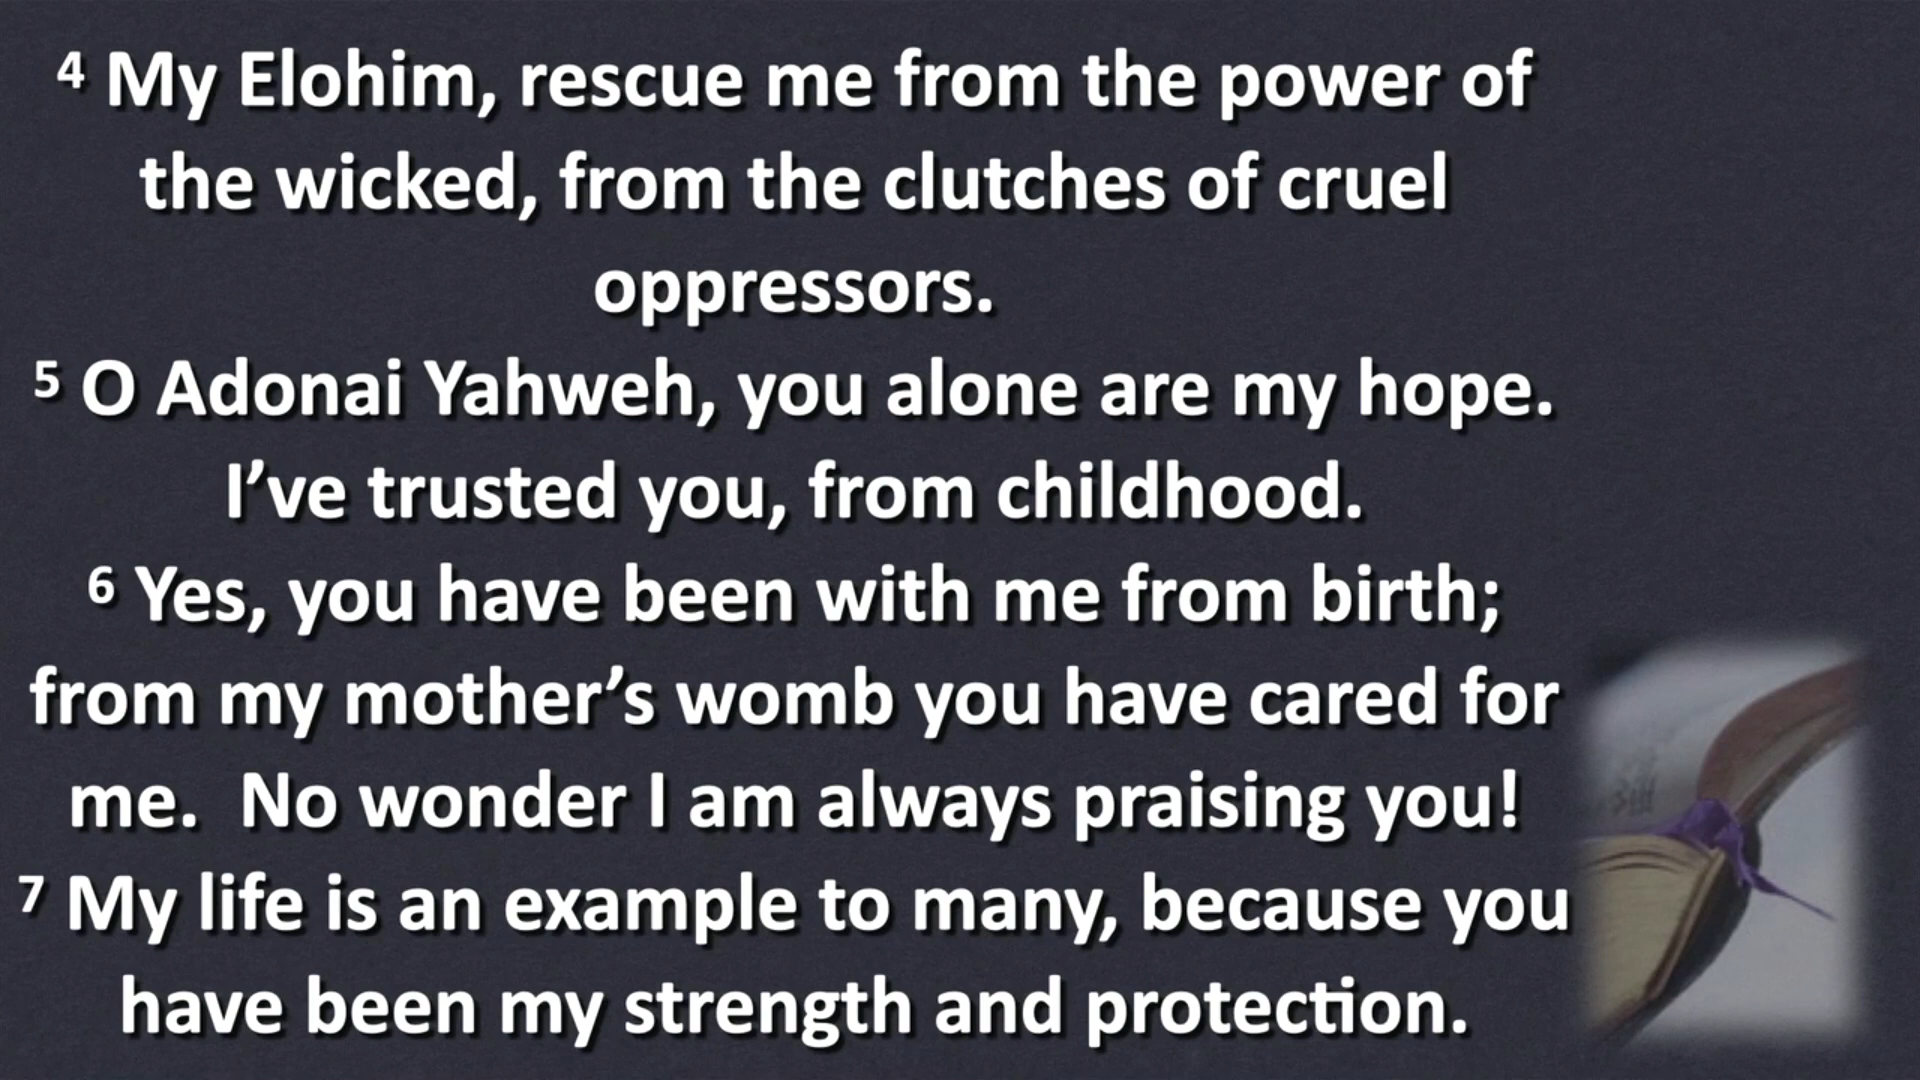 4 My Elohim, rescue me from the power of
the wicked, from the clutches of cruel
oppressors.
5 O Adonai Yahweh, you alone are my hope.
I’ve trusted you, from childhood.
6 Yes, you have been with me from birth;
from my mother’s womb you have cared for
me.  No wonder I am always praising you!
7 My life is an example to many, because you
have been my strength and protection.